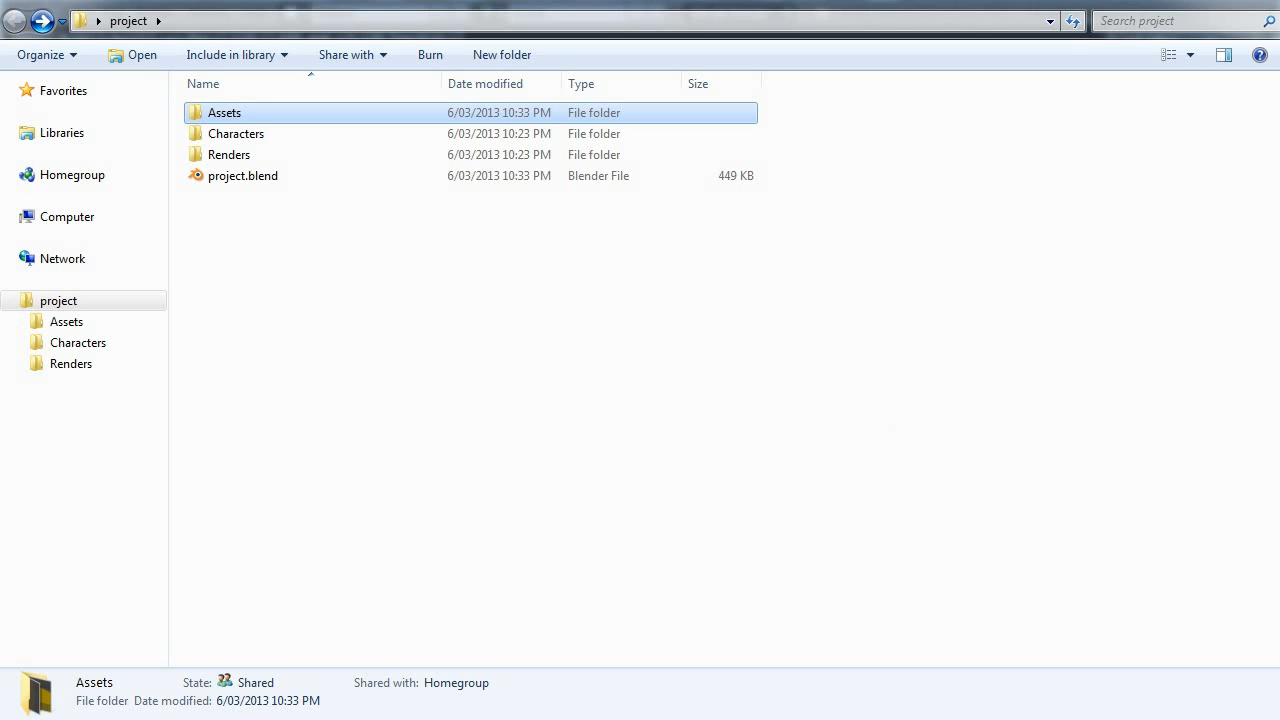 project
Search project
Organize Open Include in library Share with Burn New folder
Name Date modified Type Size
Favorites
Libraries
Homegroup
Computer
Network
project
Assets
Characters
Renders
Assets 6/03/2013 10:33 PM File folder
Characters 6/03/2013 10:23 PM File folder
Renders 6/03/2013 10:23 PM File folder
project.blend 6/03/2013 10:33 PM Blender File 449 KB
Assets State: Shared Shared with: Homegroup
File folder Date modified: 6/03/2013 10:33 PM